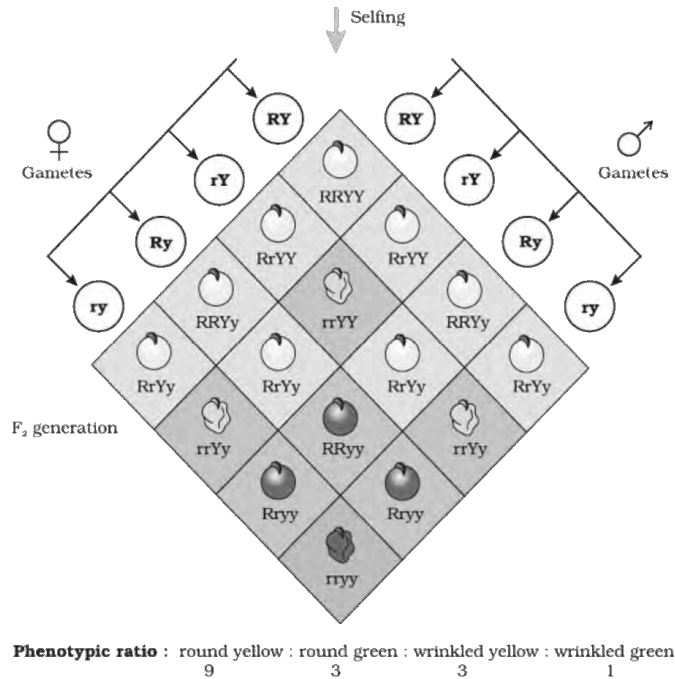 Selfing
RY RY
Gametes rY rY Gametes
RRYY
Ry RrYY RrYY Ry
ry RRYy rrYY RRYy ry
RrYy RrYy RrYy RrYy
F₂ generation
rrYy RRyy rrYy
Rryy Rryy
rryy
Phenotypic ratio : round yellow : round green : wrinkled yellow : wrinkled green
9 3 3 1